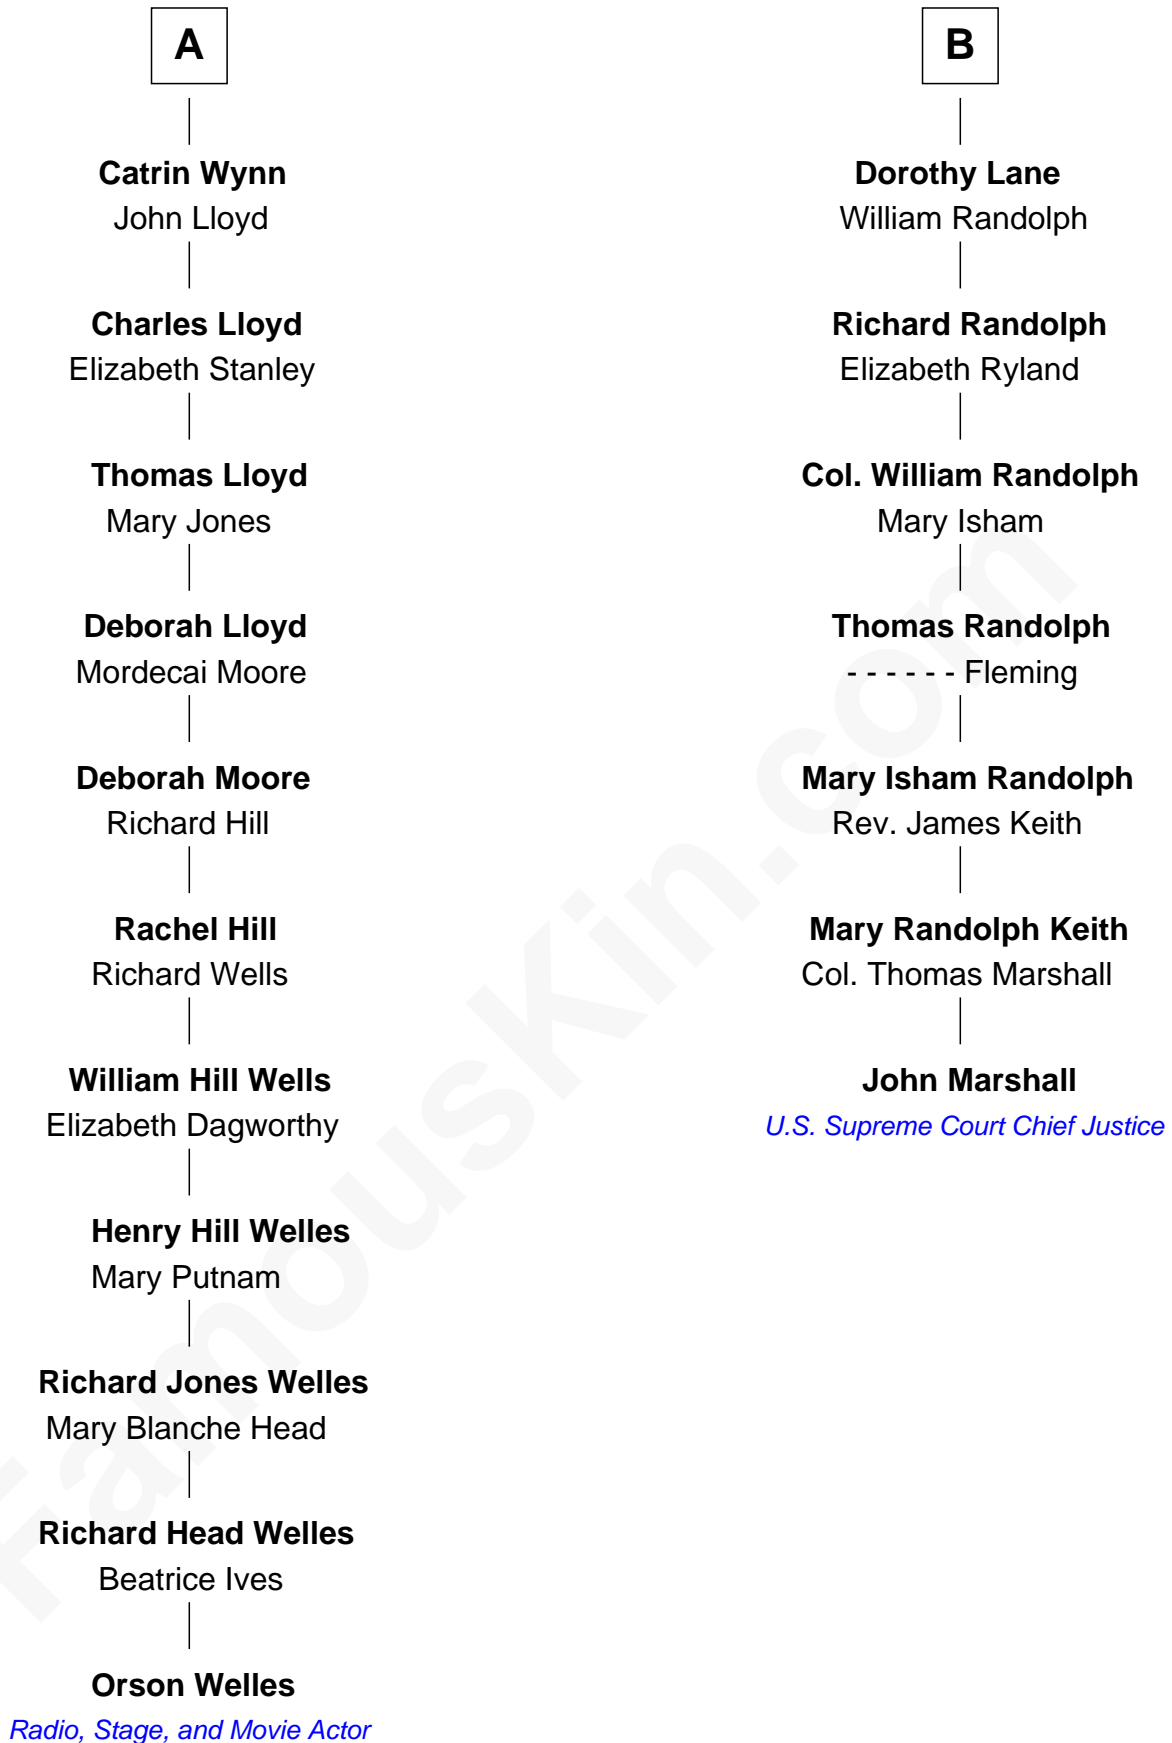 A
Catrin Wynn
John Lloyd
Charles Lloyd
Elizabeth Stanley
Thomas Lloyd
Mary Jones
Deborah Lloyd
Mordecai Moore
Deborah Moore
Richard Hill
Rachel Hill
Richard Wells
William Hill Wells
Elizabeth Dagworthy
Henry Hill Welles
Mary Putnam
Richard Jones Welles
Mary Blanche Head
Richard Head Welles
Beatrice Ives
Orson Welles
Radio, Stage, and Movie Actor
B
Dorothy Lane
William Randolph
Richard Randolph
Elizabeth Ryland
Col. William Randolph
Mary Isham
Thomas Randolph
- - - - - - Fleming
Mary Isham Randolph
Rev. James Keith
Mary Randolph Keith
Col. Thomas Marshall
John Marshall
U.S. Supreme Court Chief Justice
FamousKin.com